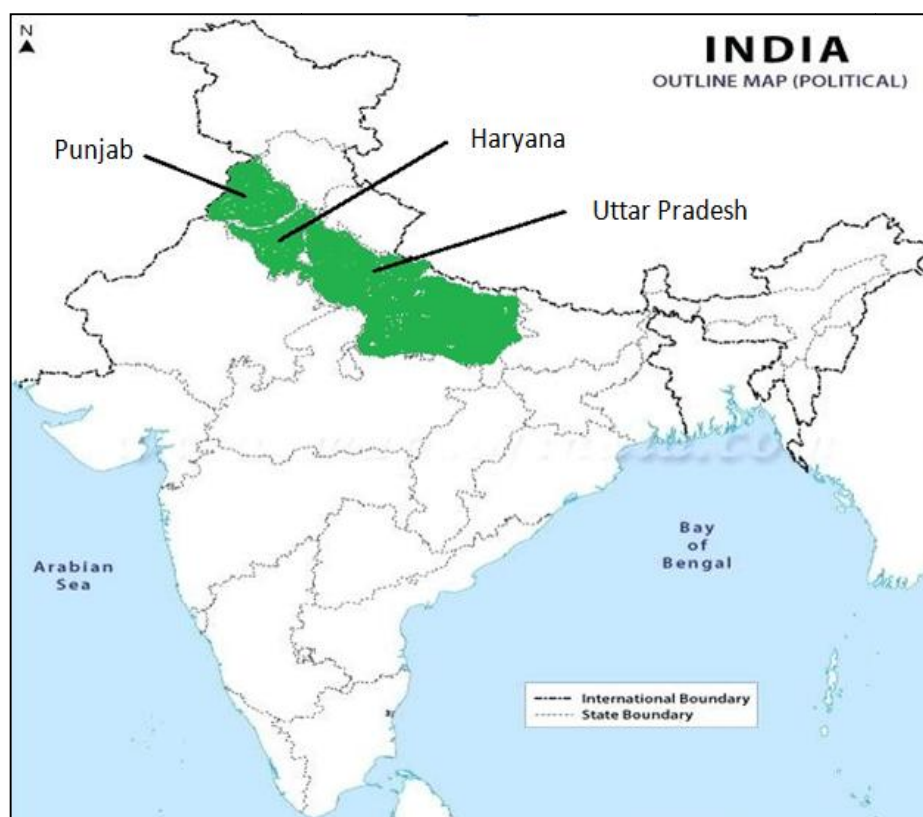 N
INDIA
OUTLINE MAP (POLITICAL)
Punjab
Haryana
Uttar Pradesh
Arabian
Sea
Bay
of
Bengal
International Boundary
State Boundary